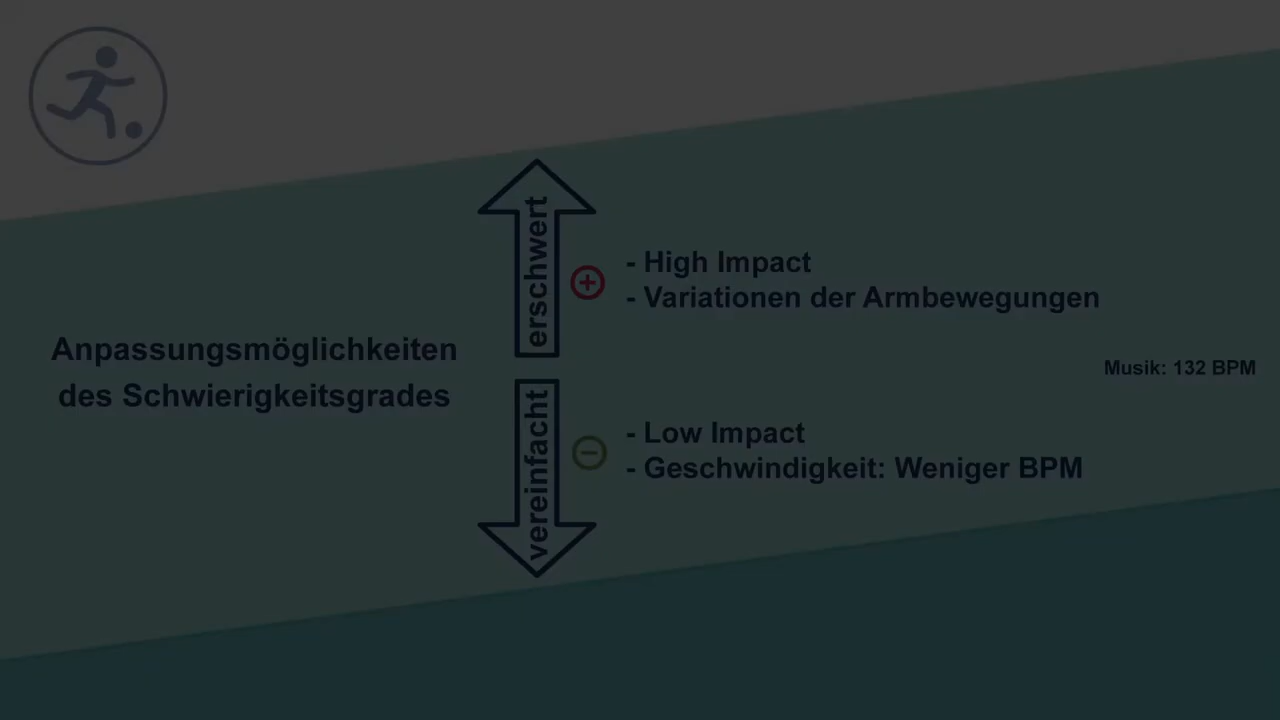 Anpassungsmöglichkeiten
des Schwierigkeitsgrades
erschwert
- High Impact
- Variationen der Armbewegungen
Musik: 132 BPM
vereinfacht
- Low Impact
- Geschwindigkeit: Weniger BPM